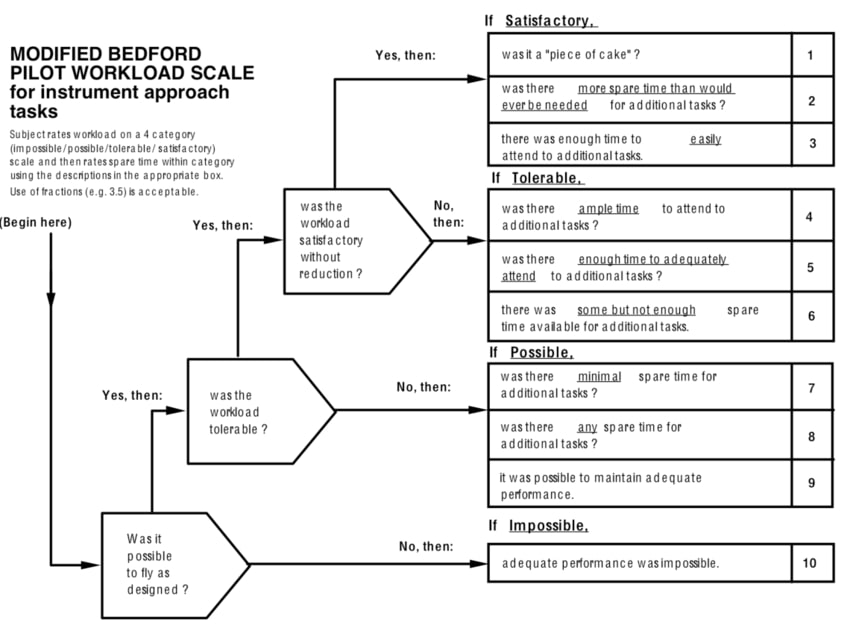 MODIFIED BEDFORD
PILOT WORKLOAD SCALE
for instrument approach
tasks
Subject rates workload on a 4 category
(impossible/possible/tolerable/satisfactory)
scale and then rates spare time within category
using the descriptions in the appropriate box.
Use of fractions (e.g. 3.5) is acceptable.
(Begin here)
Was it
possible
to fly as
designed ?
Yes, then:
No, then:
was the
workload
tolerable ?
Yes, then:
No, then:
was the
workload
satisfactory
without
reduction ?
Yes, then:
No,
then:
If Satisfactory,
was it a "piece of cake" ?
1
was there more spare time than would
ever be needed for additional tasks ?
2
there was enough time to easily
attend to additional tasks.
3
If Tolerable,
was there ample time to attend to
additional tasks ?
4
was there enough time to adequately
attend to additional tasks ?
5
there was some but not enough spare
time available for additional tasks.
6
If Possible,
was there minimal spare time for
additional tasks ?
7
was there any spare time for
additional tasks ?
8
it was possible to maintain adequate
performance.
9
If Impossible,
adequate performance was impossible.
10